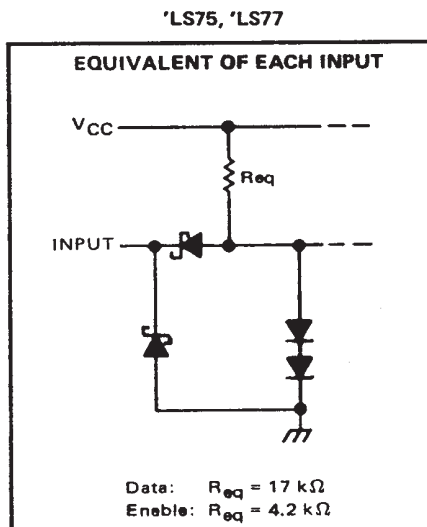 'LS75, 'LS77
EQUIVALENT OF EACH INPUT
VCC
Req
INPUT
Data: Req = 17 kΩ
Enable: Req = 4.2 kΩ